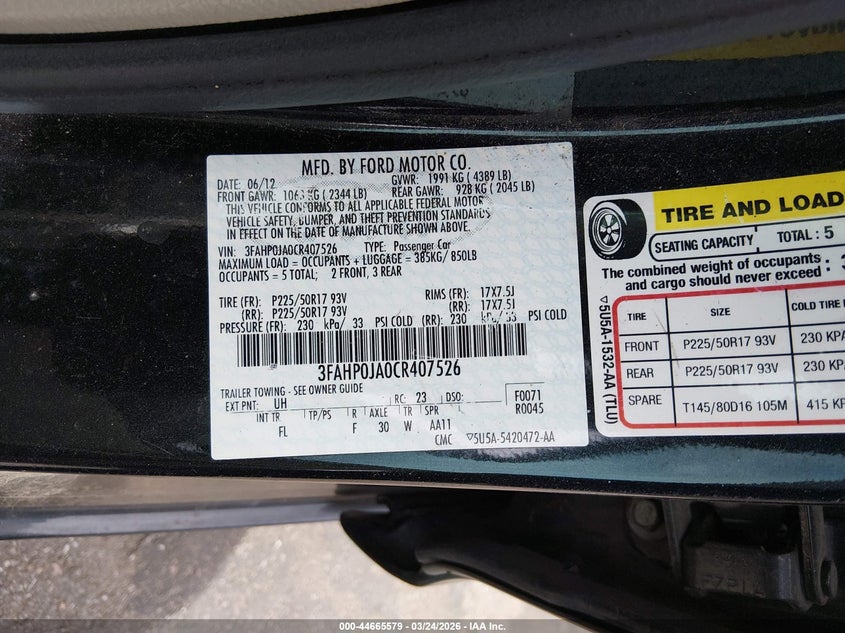 MFD. BY FORD MOTOR CO.
DATE: 06/12 GVWR: 1991 KG ( 4389 LB)
FRONT GAWR: 1063 KG ( 2344 LB) REAR GAWR: 928 KG ( 2045 LB)
THIS VEHICLE CONFORMS TO ALL APPLICABLE FEDERAL MOTOR
VEHICLE SAFETY, BUMPER, AND THEFT PREVENTION STANDARDS
IN EFFECT ON THE DATE OF MANUFACTURE SHOWN ABOVE.
VIN: 3FAHP0JA0CR407526 TYPE: Passenger Car
MAXIMUM LOAD = OCCUPANTS + LUGGAGE = 385KG/ 850LB
OCCUPANTS = 5 TOTAL; 2 FRONT, 3 REAR
TIRE (FR): P225/50R17 93V RIMS (FR): 17X7.5J
(RR): P225/50R17 93V (RR): 17X7.5J
PRESSURE (FR): 230 kPa/ 33 PSI COLD (RR): 230 kPa/ 33 PSI COLD
3FAHP0JA0CR407526
TRAILER TOWING - SEE OWNER GUIDE
EXT PNT: UH RC: 23 DSO: F0071
R0045
INT TR TP/PS R AXLE TR SPR
FL F 30 W AA11
CMC ▽5U5A-5420472-AA
TIRE AND LOAD
SEATING CAPACITY TOTAL : 5
The combined weight of occupants
and cargo should never exceed :
▽5U5A-1532-AA (TLU)
TIRE SIZE COLD TIRE
FRONT P225/50R17 93V 230 KPA
REAR P225/50R17 93V 230 KPA
SPARE T145/80D16 105M 415 KP
000--44665579 -- 03/24/2026 -- IAA Inc.